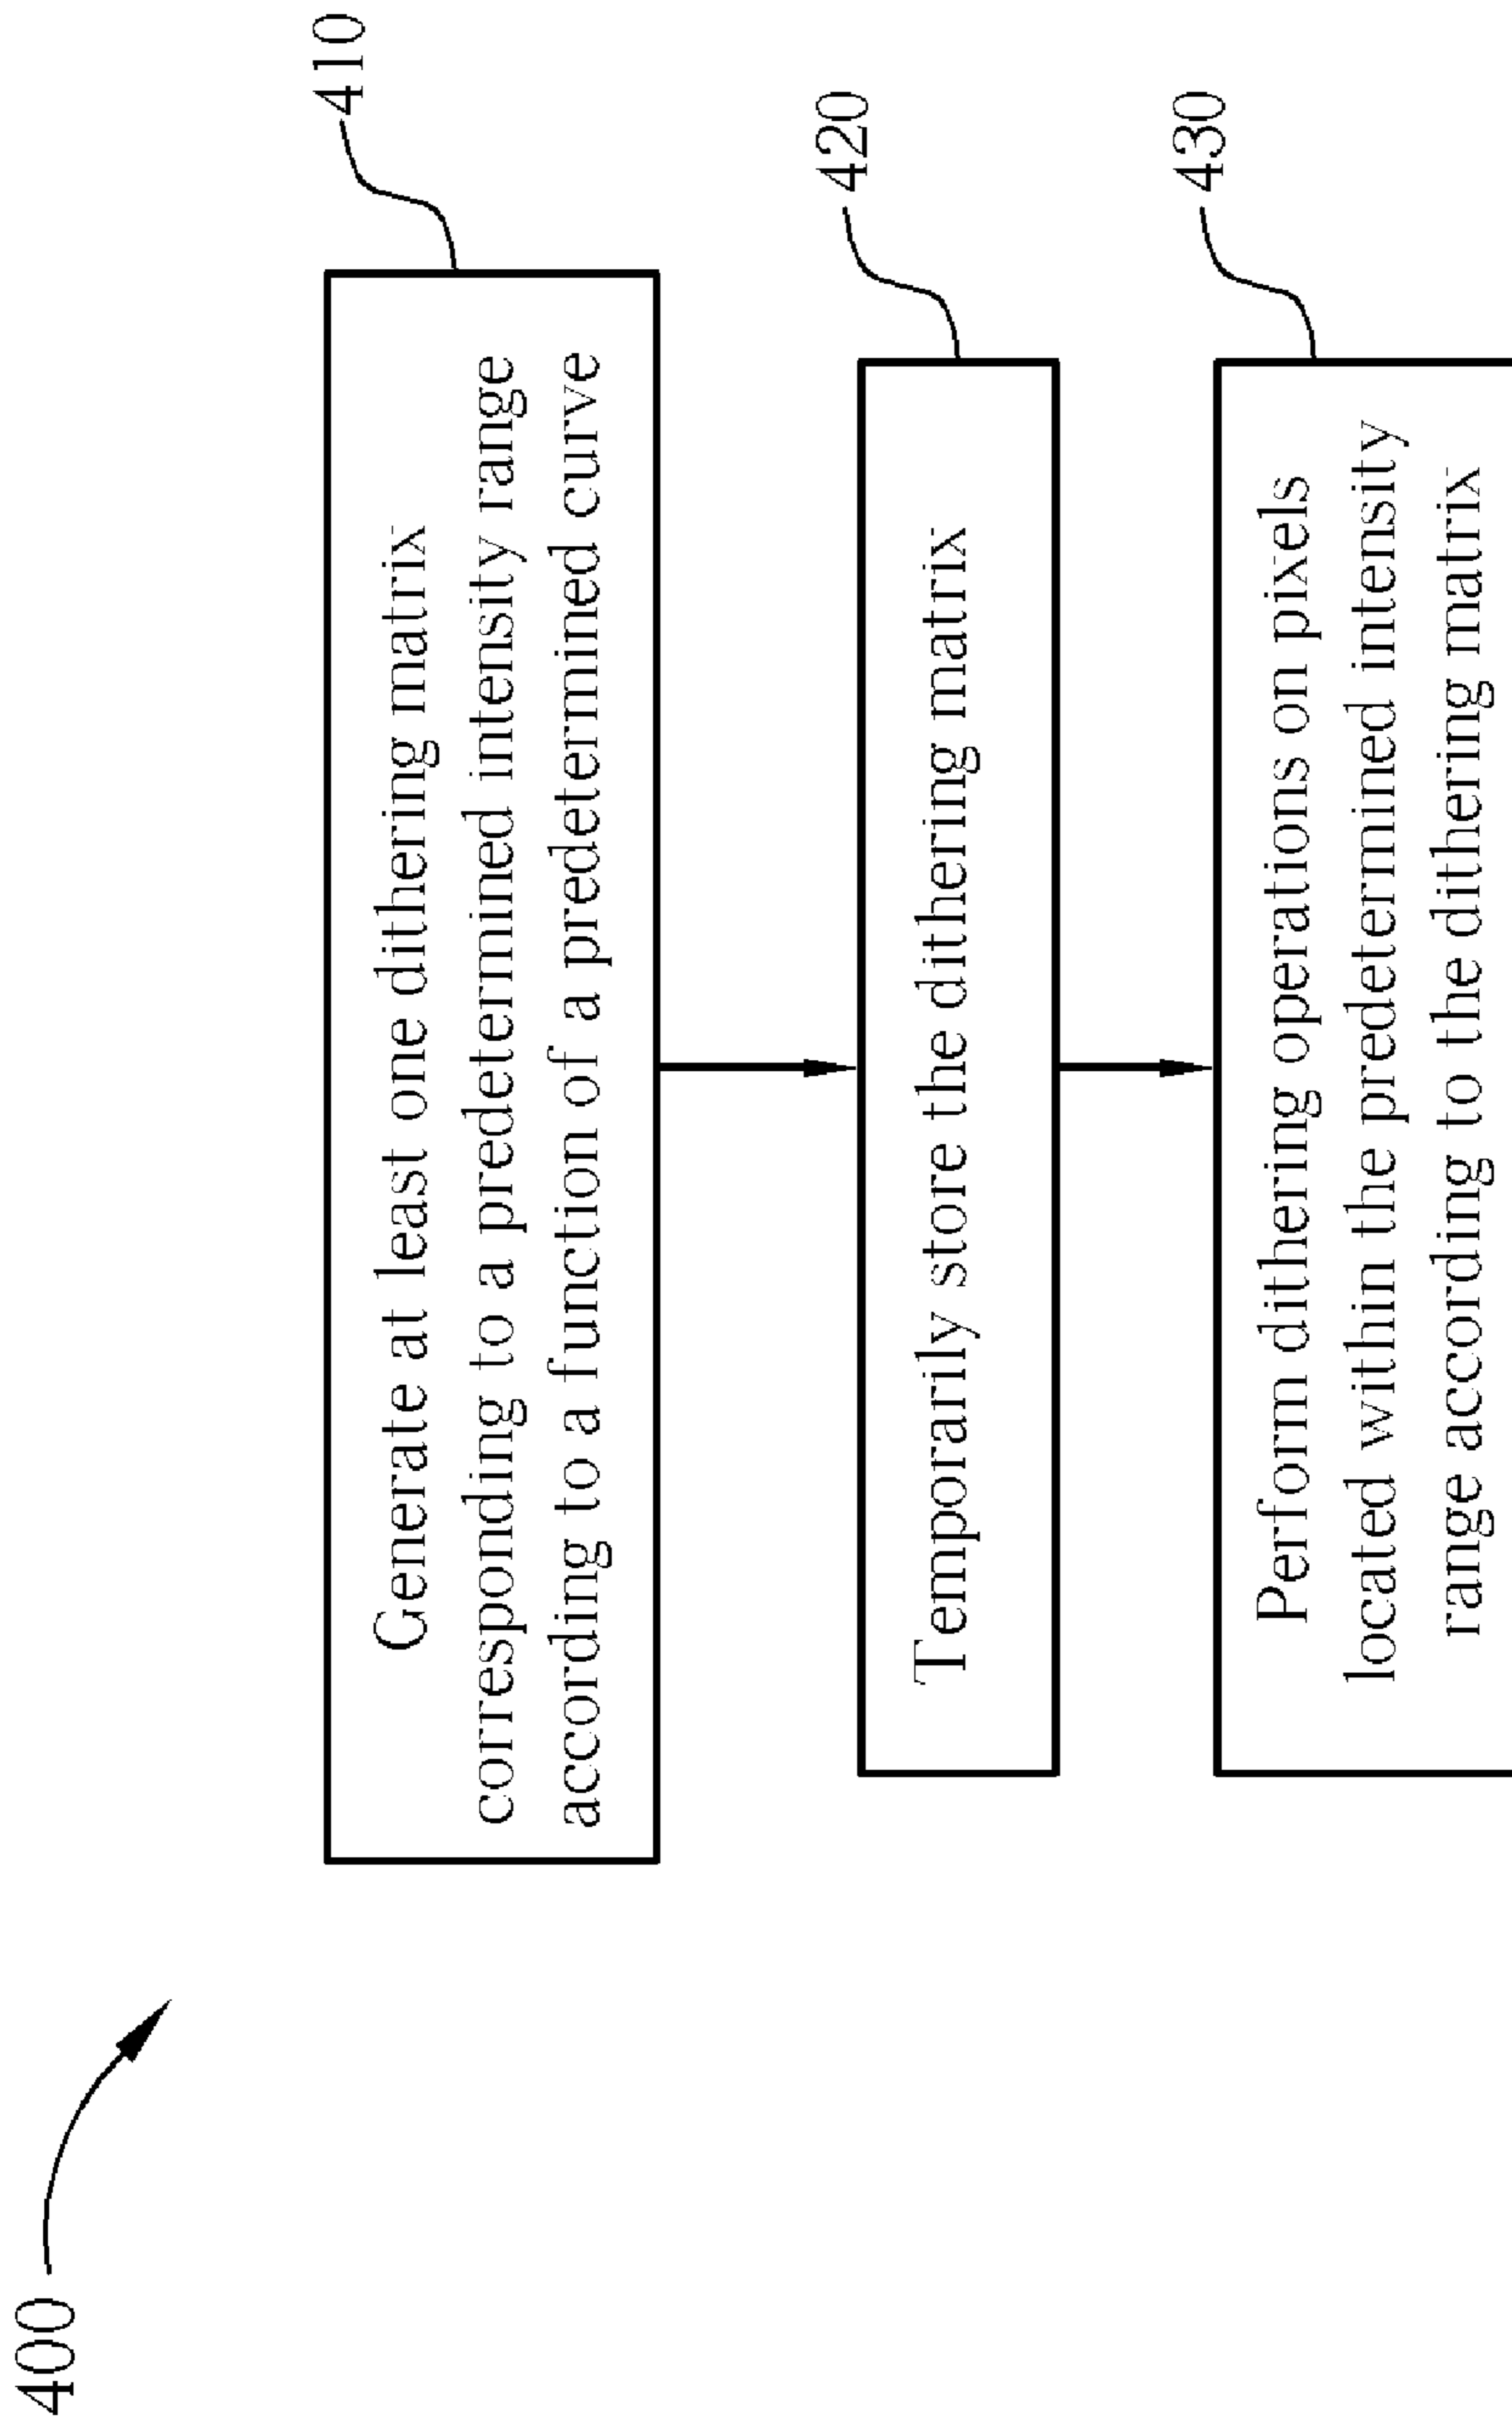 400
410
Generate at least one dithering matrix
corresponding to a predetermined intensity range
according to a function of a predetermined curve
420
Temporarily store the dithering matrix
430
Perform dithering operations on pixels
located within the predetermined intensity
range according to the dithering matrix